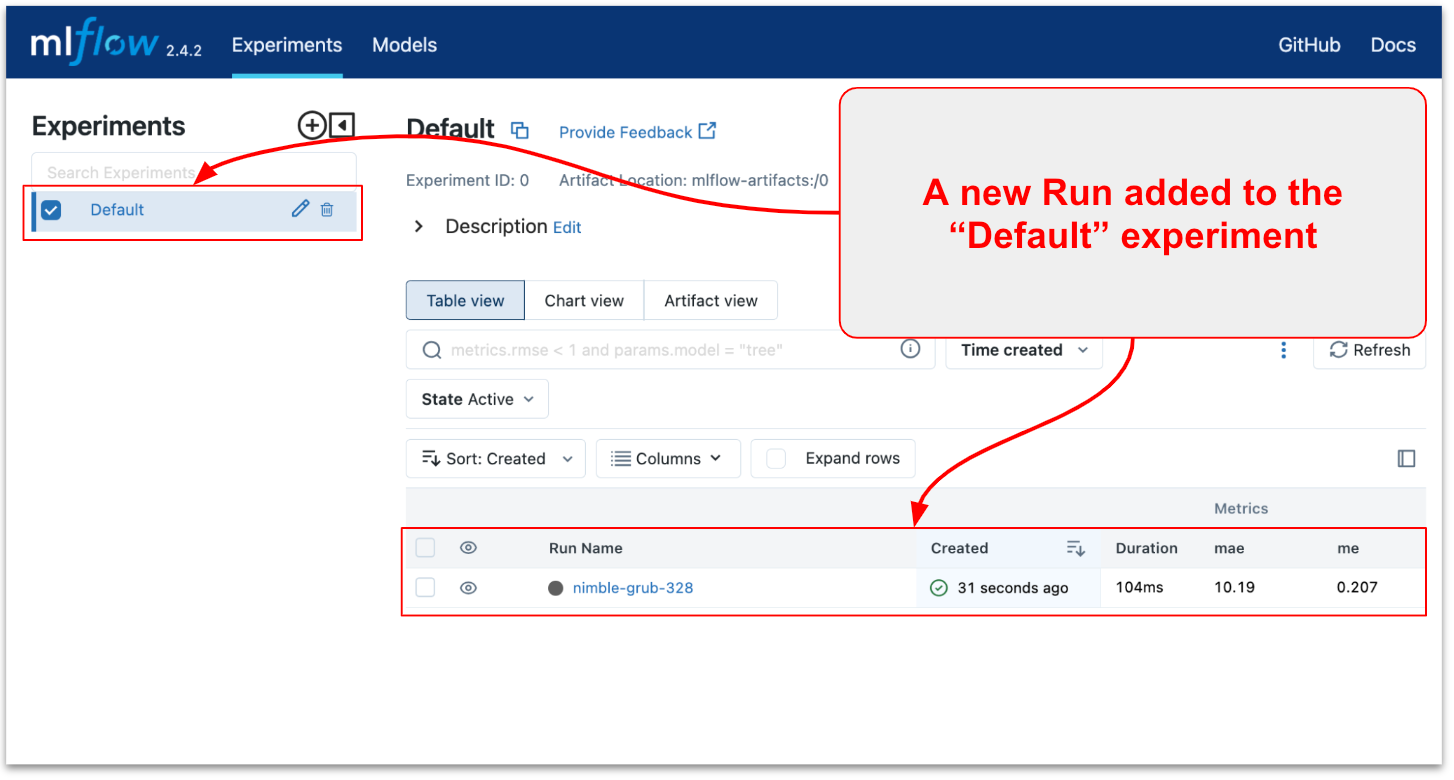 mlflow 2.4.2 Experiments Models GitHub Docs
Experiments
Search Experiments
Default
Default Provide Feedback
Experiment ID: 0 Artifact Location: mlflow-artifacts:/0
Description Edit
A new Run added to the
“Default” experiment
Table view Chart view Artifact view
metrics.rmse < 1 and params.model = "tree" Time created Refresh
State Active
Sort: Created Columns Expand rows
Metrics
Run Name Created Duration mae me
nimble-grub-328 31 seconds ago 104ms 10.19 0.207